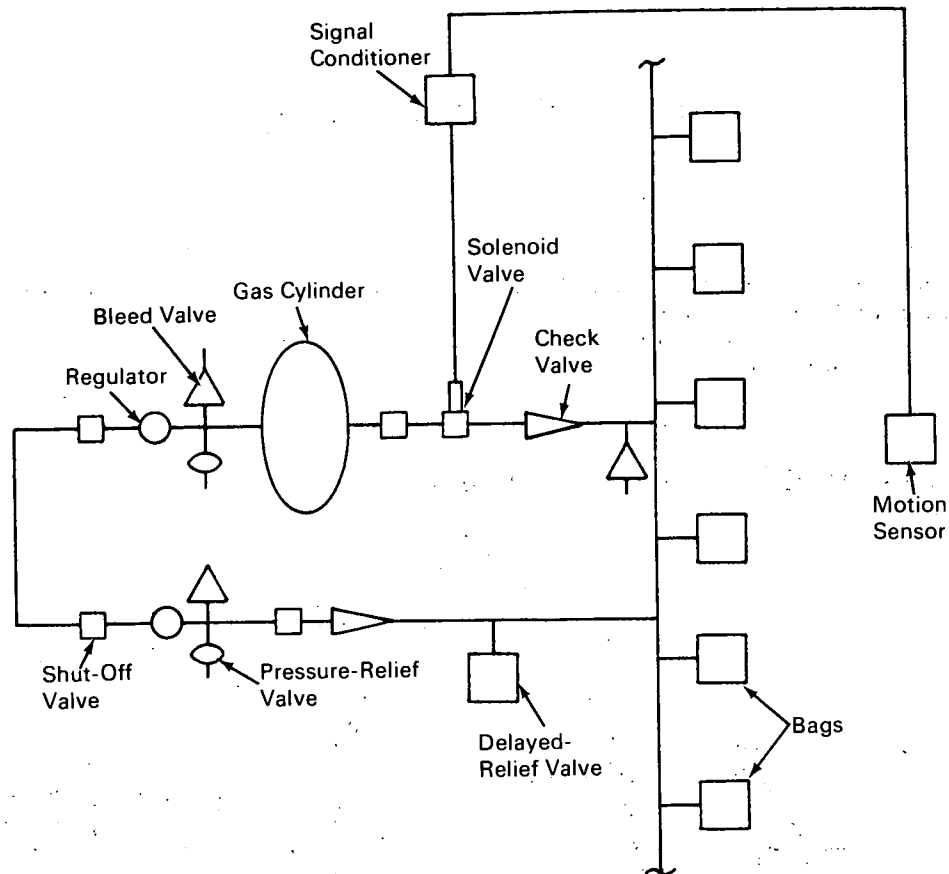 Signal
Conditioner
Solenoid
Valve
Gas Cylinder
Bleed Valve
Check
Valve
Regulator
Motion
Sensor
Shut-Off
Valve
Pressure-Relief
Valve
Delayed-
Relief Valve
Bags